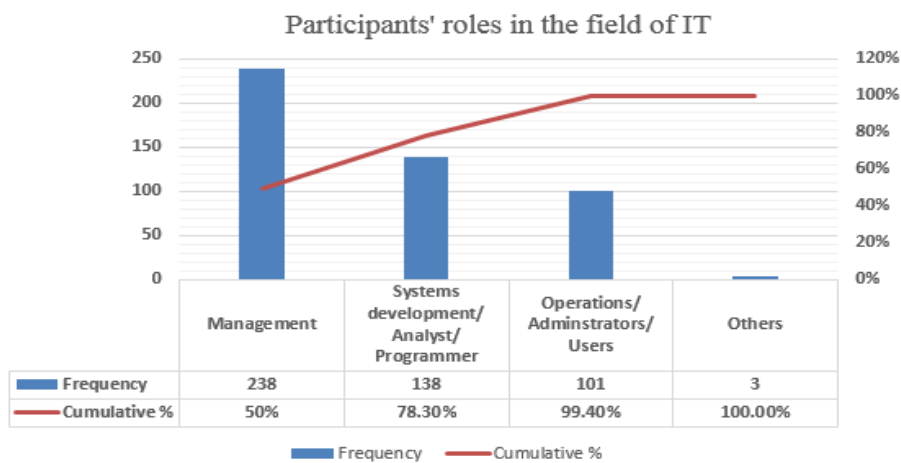 Participants' roles in the field of IT
250 120%
200 100%
150 80%
100 60%
50 40%
0 20%
0%
Management
Systems
development/
Analyst/
Programmer
Operations/
Adminstrators/
Users
Others
Frequency 238 138 101 3
Cumulative % 50% 78.30% 99.40% 100.00%
Frequency Cumulative %